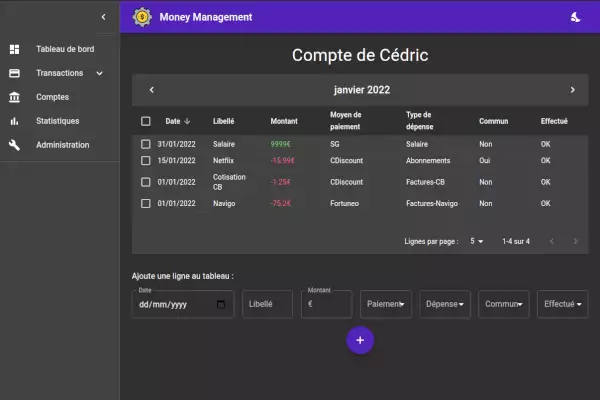 Money Management
Tableau de bord
Transactions
Comptes
Statistiques
Administration
Compte de Cédric
janvier 2022
Date Libellé Montant Moyen de paiement Type de dépense Commun Effectué
31/01/2022 Salaire 9999€ SG Salaire Non OK
15/01/2022 Netflix -15.99€ CDiscount Abonnements Oui OK
01/01/2022 Cotisation CB -1.25€ CDiscount Factures-CB Non OK
01/01/2022 Navigo -75.2€ Fortuneo Factures-Navigo Non OK
Lignes par page : 5 1-4 sur 4
Ajoute une ligne au tableau :
Date Montant
dd/mm/yyyy Libellé € Paiement Dépense Commun Effectué
+